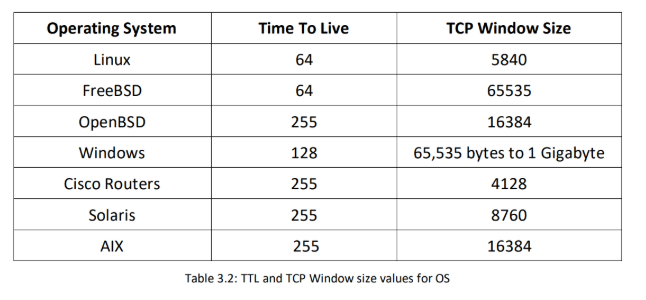 Operating System Time To Live TCP Window Size
Linux 64 5840
FreeBSD 64 65535
OpenBSD 255 16384
Windows 128 65,535 bytes to 1 Gigabyte
Cisco Routers 255 4128
Solaris 255 8760
AIX 255 16384
Table 3.2: TTL and TCP Window size values for OS